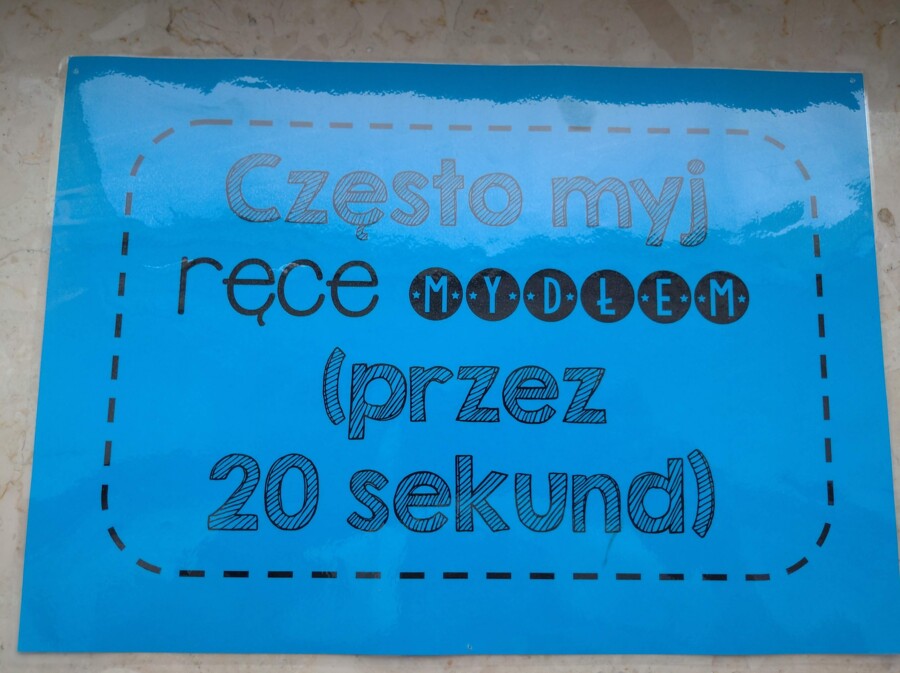 Często myj
ręce MYDŁEM
(przez
20 sekund)